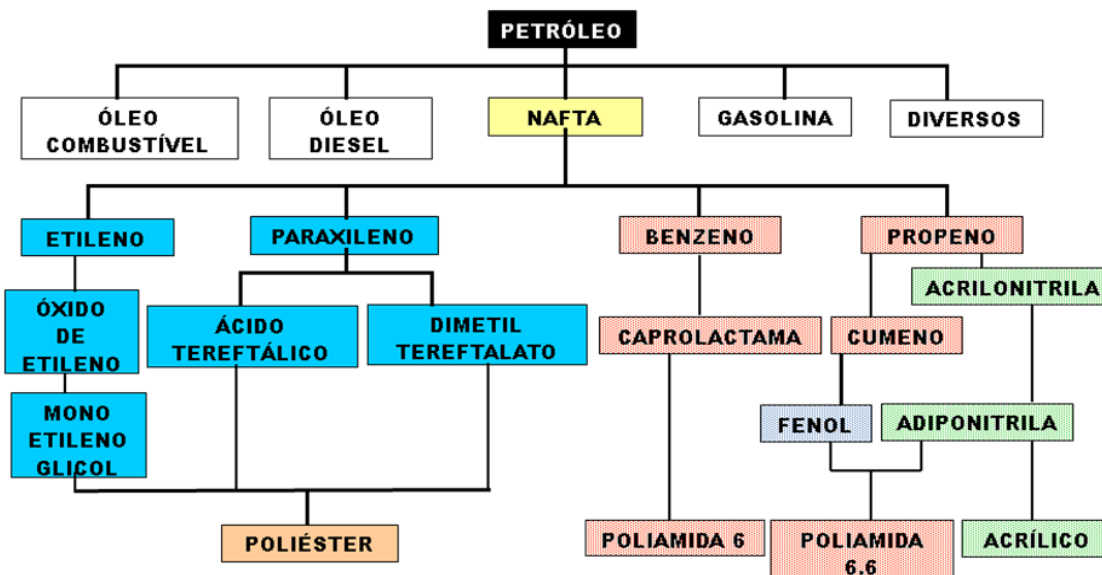 PETRÓLEO
ÓLEO
COMBUSTÍVEL
ÓLEO
DIESEL
NAFTA
GASOLINA
DIVERSOS
ETILENO
PARAXILENO
BENZENO
PROPENO
ACRILONITRILA
ÓXIDO
DE
ETILENO
ÁCIDO
TEREFTÁLICO
DIMETIL
TEREFTALATO
CAPROLACTAMA
CUMENO
MONO
ETILENO
GLICOL
FENOL
ADIPONITRILA
POLIÉSTER
POLIAMIDA 6
POLIAMIDA
6.6
ACRÍLICO